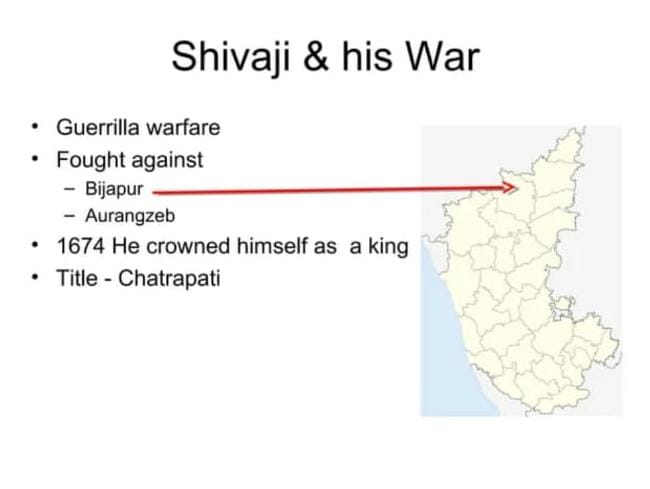 Shivaji & his War
• Guerrilla warfare
• Fought against
– Bijapur
– Aurangzeb
• 1674 He crowned himself as  a king
• Title - Chatrapati